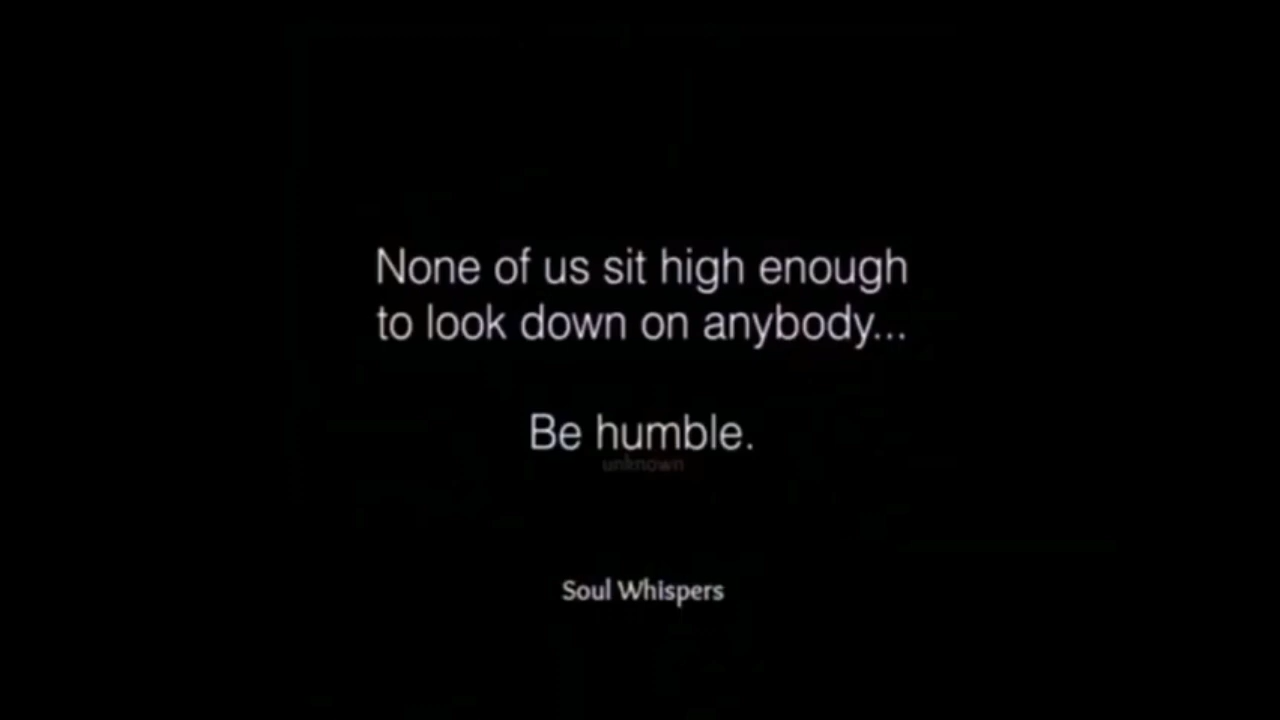 None of us sit high enough
to look down on anybody...
Be humble.
unknown
Soul Whispers